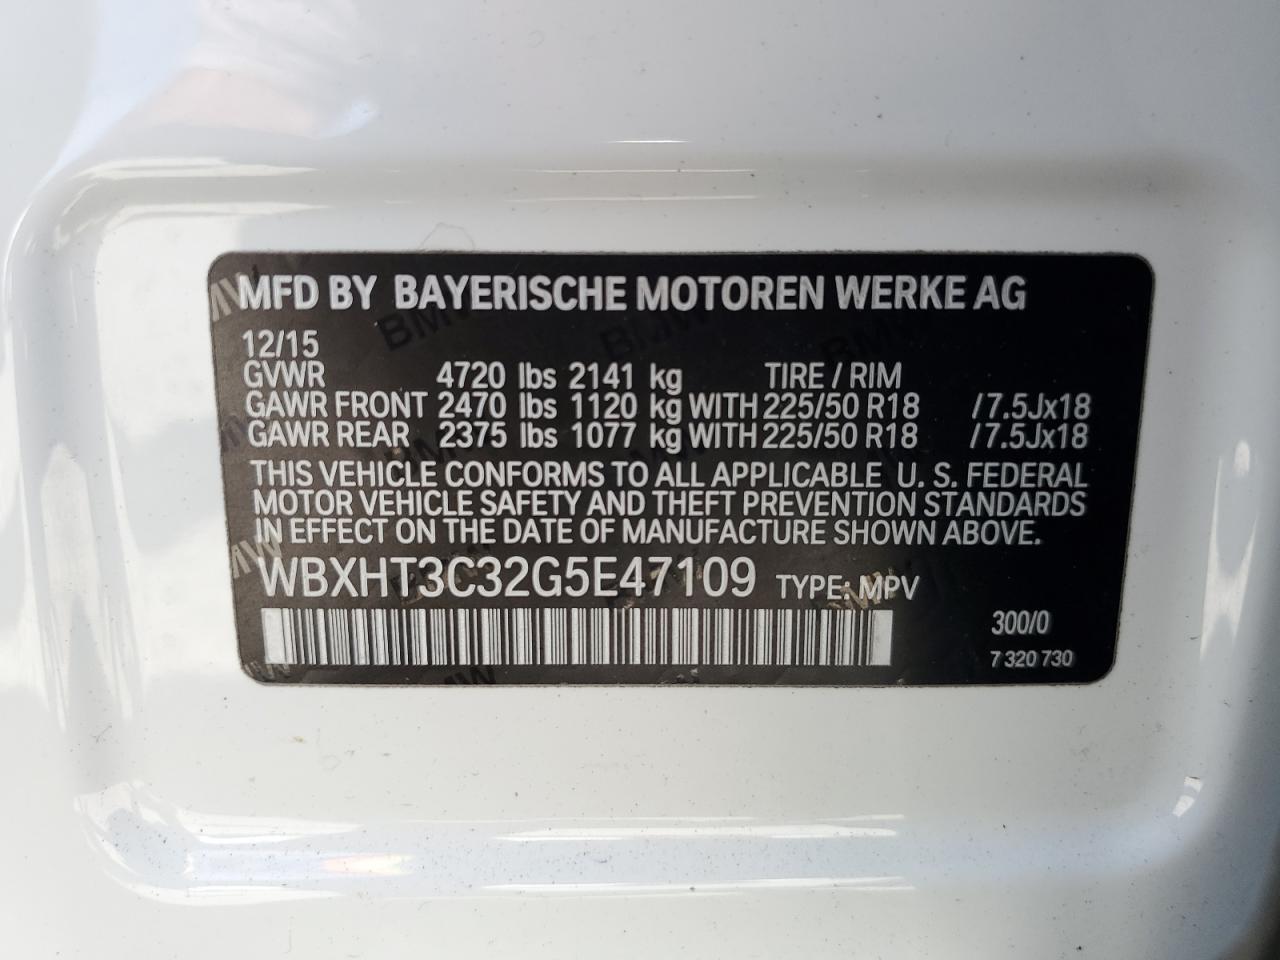 MFD BY BAYERISCHE MOTOREN WERKE AG
12/15
GVWR 4720 lbs 2141 kg TIRE / RIM
GAWR FRONT 2470 lbs 1120 kg WITH 225/50 R18 /7.5Jx18
GAWR REAR 2375 lbs 1077 kg WITH 225/50 R18 /7.5Jx18
THIS VEHICLE CONFORMS TO ALL APPLICABLE U. S. FEDERAL
MOTOR VEHICLE SAFETY AND THEFT PREVENTION STANDARDS
IN EFFECT ON THE DATE OF MANUFACTURE SHOWN ABOVE.
WBXHT3C32G5E47109 TYPE: MPV
300/0
7 320 730